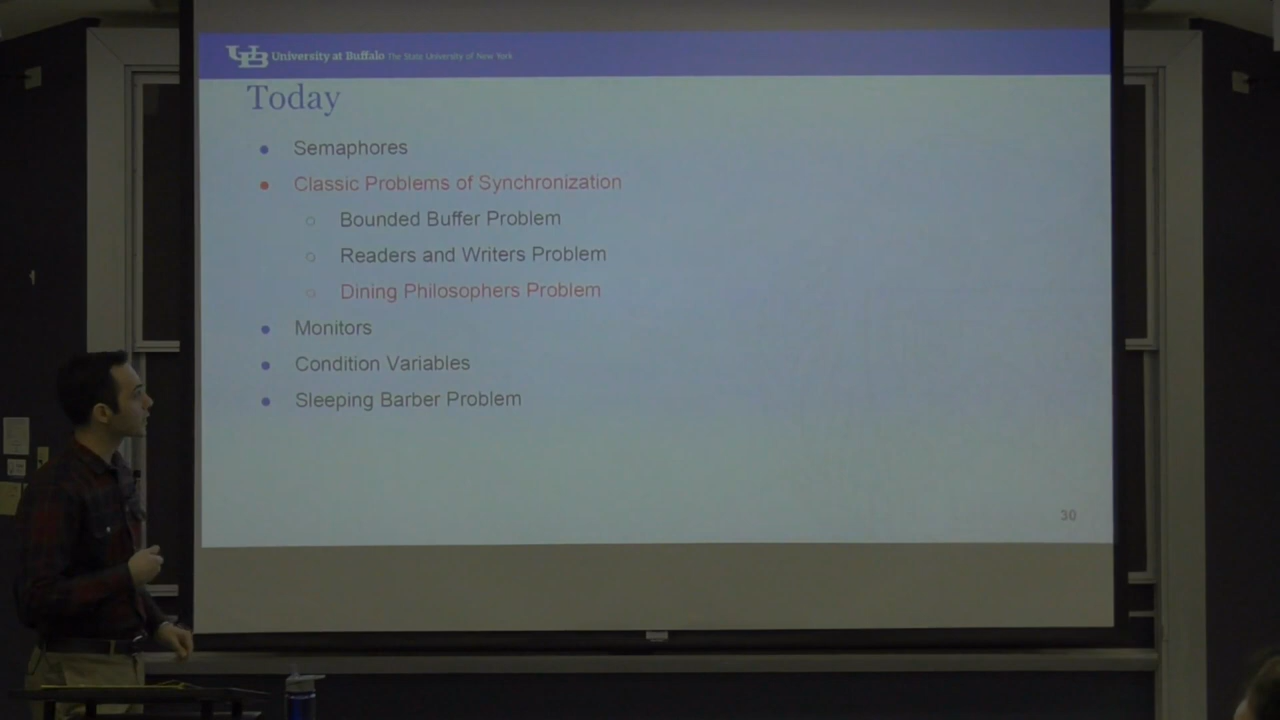 UB University at Buffalo The State University of New York
Today
Semaphores
Classic Problems of Synchronization
Bounded Buffer Problem
Readers and Writers Problem
Dining Philosophers Problem
Monitors
Condition Variables
Sleeping Barber Problem
30